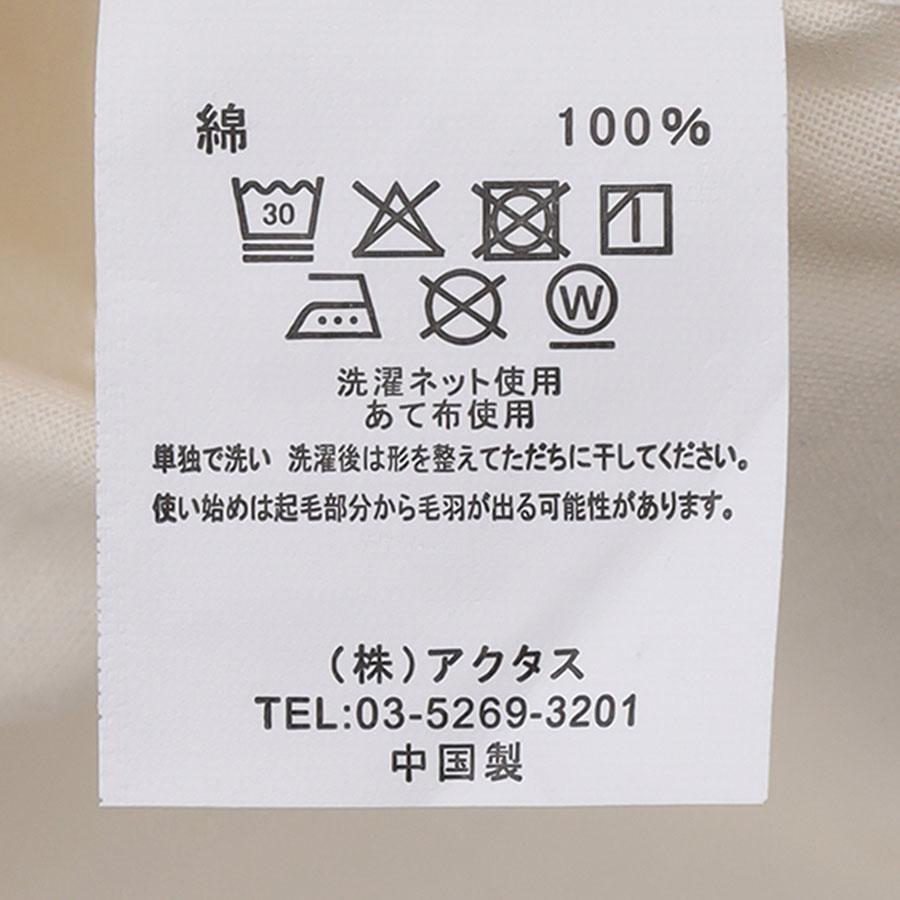 綿 100%
30
W
洗濯ネット使用
あて布使用
単独で洗い 洗濯後は形を整えてただちに干してください。
使い始めは起毛部分から毛羽が出る可能性があります。
(株)アクタス
TEL:03-5269-3201
中国製